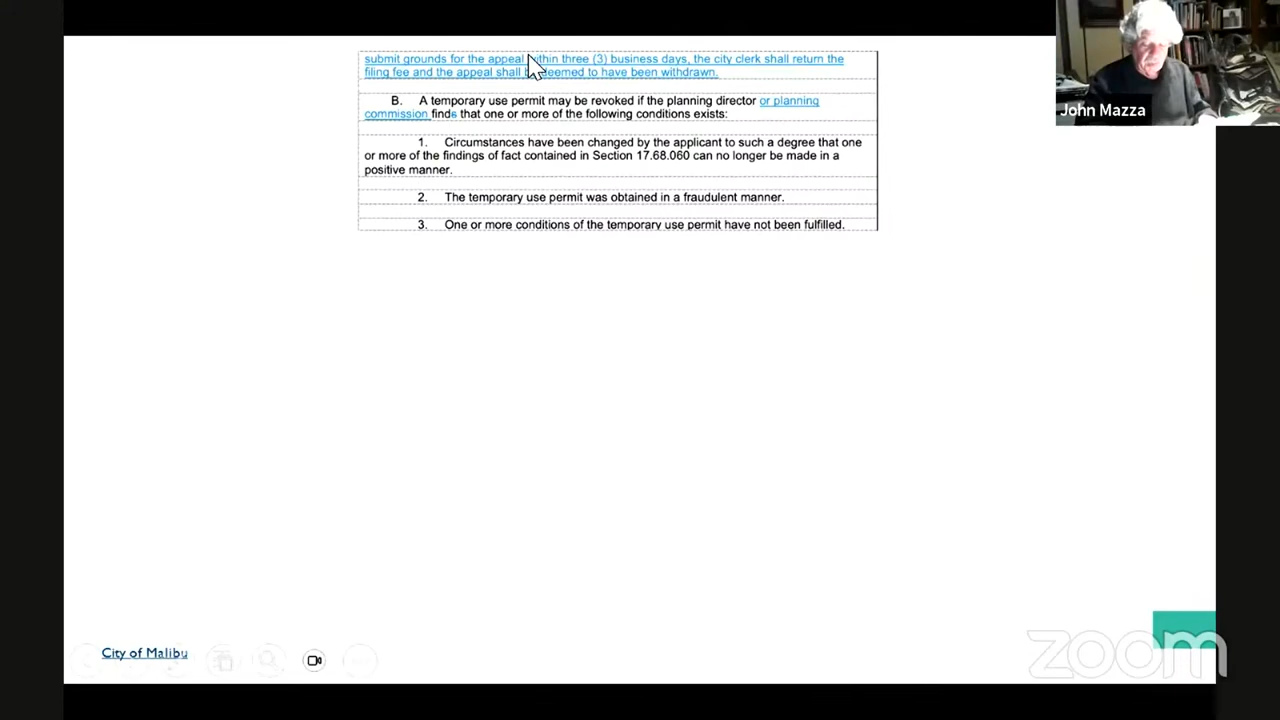 submit grounds for the appeal within three (3) business days, the city clerk shall return the
filing fee and the appeal shall deemed to have been withdrawn.
B. A temporary use permit may be revoked if the planning director or planning
commission finds that one or more of the following conditions exists:
1. Circumstances have been changed by the applicant to such a degree that one
or more of the findings of fact contained in Section 17.68.060 can no longer be made in a
positive manner.
2. The temporary use permit was obtained in a fraudulent manner.
3. One or more conditions of the temporary use permit have not been fulfilled.
John Mazza
City of Malibu
zoom